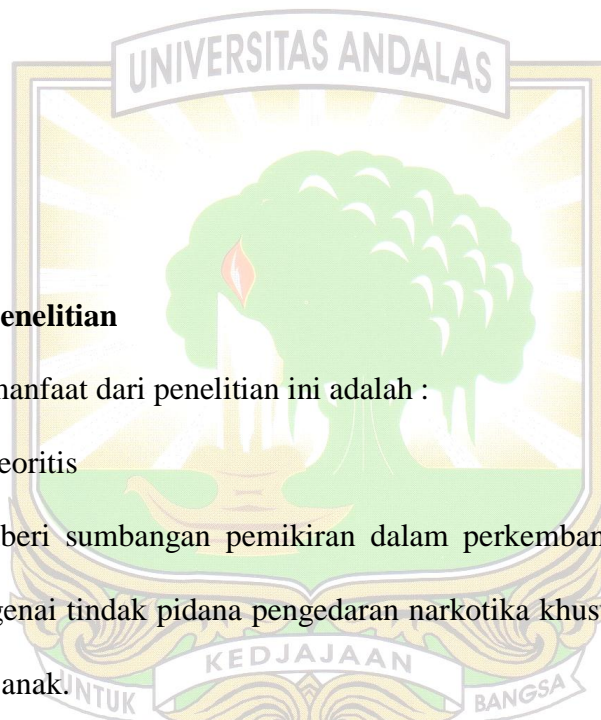 UNIVERSITAS ANDALAS
enelitian
nanfaat dari penelitian ini adalah :
eoritis
beri sumbangan pemikiran dalam perkemban
genai tindak pidana pengedaran narkotika khus
anak.
KEDJAJAAN
UNTUK BANGSA